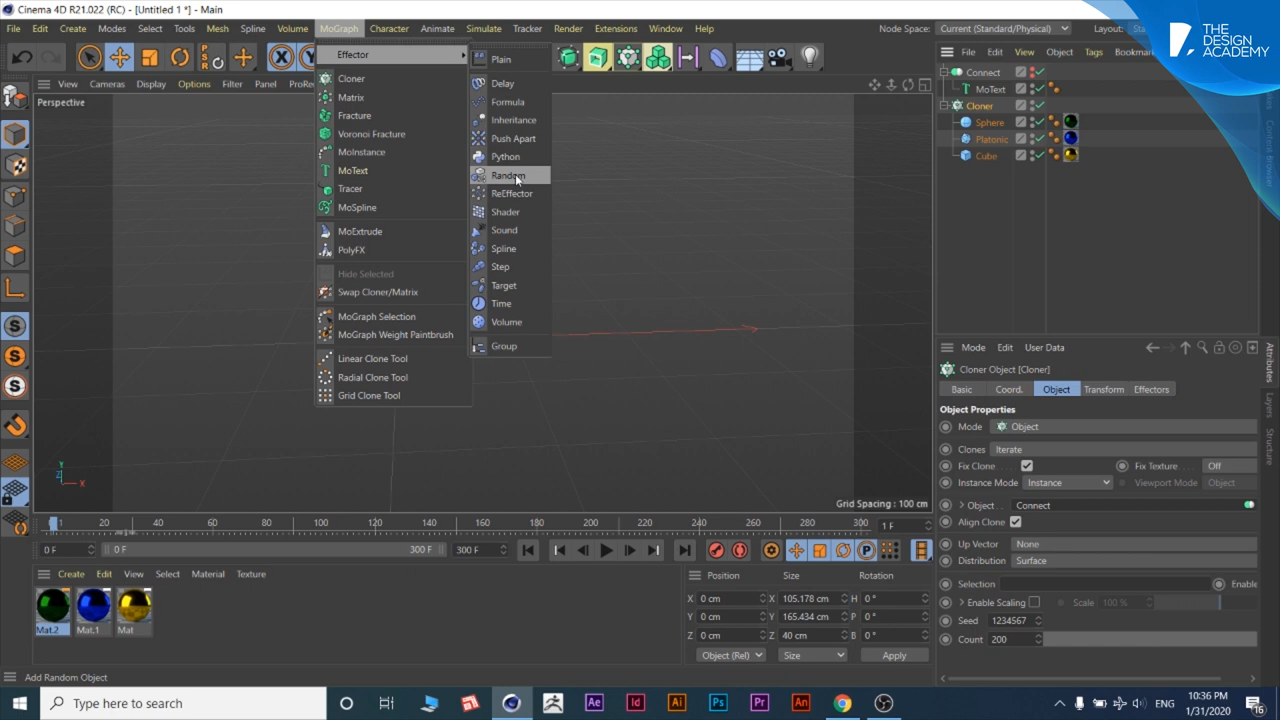 Cinema 4D R21.022 (RC) - [Untitled 1 *] - Main
File Edit Create Modes Select Tools Mesh Spline Volume MoGraph Character Animate Simulate Tracker Render Extensions Window Help
Node Space: Current (Standard/Physical) Layout:
THE
DESIGN
ACADEMY
View Cameras Display Options Filter Panel
Perspective
Effector
Cloner
Matrix
Fracture
Voronoi Fracture
MoInstance
MoText
Tracer
MoSpline
MoExtrude
PolyFX
Hide Selected
Swap Cloner/Matrix
MoGraph Selection
MoGraph Weight Paintbrush
Linear Clone Tool
Radial Clone Tool
Grid Clone Tool
Plain
Delay
Formula
Inheritance
Push Apart
Python
Random
ReEffector
Shader
Sound
Spline
Step
Target
Time
Volume
Group
File Edit View Object Tags
Connect
MoText
Cloner
Sphere
Platonic
Cube
Y
Z
X
Grid Spacing : 100 cm
1 20 40 60 80 100 120 140 160 180 200 220 240 260 280 300 1 F
0 F 0 F 300 F 300 F
Create Edit View Select Material Texture
Mat.2 Mat.1 Mat
Position Size Rotation
X 0 cm X 105.178 cm H 0 °
Y 0 cm Y 165.434 cm P 0 °
Z 0 cm Z 40 cm B 0 °
Object (Rel) Size Apply
Mode Edit User Data
Cloner Object [Cloner]
Basic Coord. Object Transform Effectors
Object Properties
Mode Object
Clones Iterate
Fix Clone Fix Texture Off
Instance Mode Instance Viewport Mode Object
Object Connect
Align Clone
Up Vector None
Distribution Surface
Selection
Enable Scaling Scale 100 %
Seed 1234567
Count 200
Attributes
Layers
Structure
Add Random Object
Type here to search
Ae Id Ai Ps Pr An
ENG
10:36 PM
1/31/2020
16